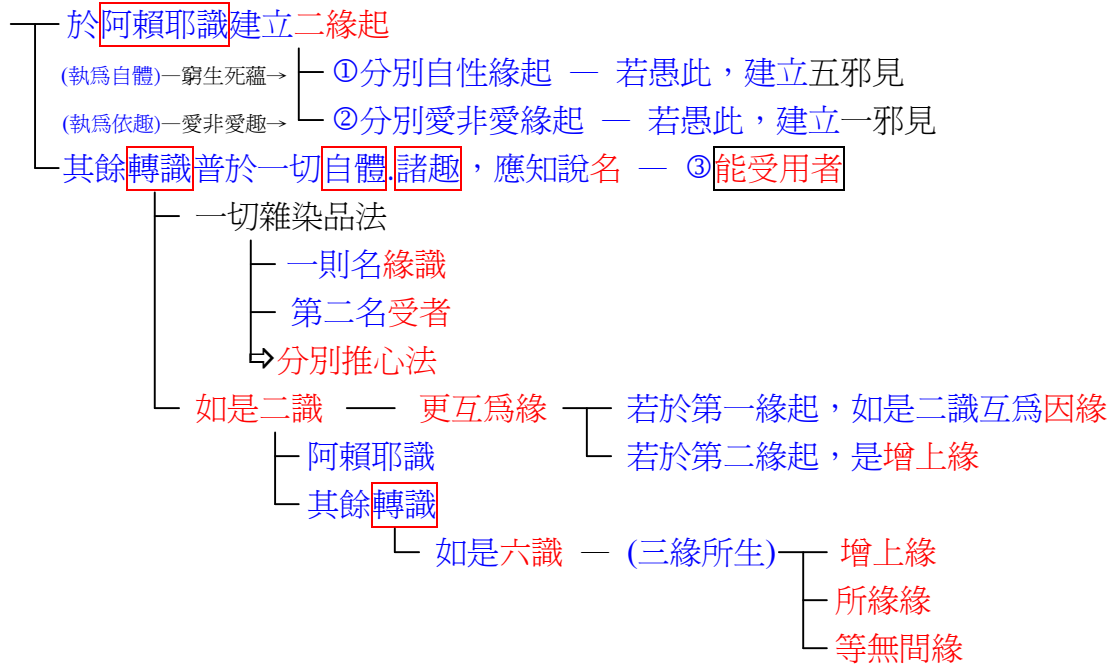 於阿賴耶識建立二緣起
(執為自體)—窮生死蘊→ ①分別自性緣起 — 若愚此，建立五邪見
(執為依趣)—愛非愛趣→ ②分別愛非愛緣起 — 若愚此，建立一邪見
其餘轉識普於一切自體.諸趣，應知說名 — ③能受用者
一切雜染品法
一則名緣識
第二名受者
分別推心法
如是二識 — 更互為緣 若於第一緣起，如是二識互為因緣
阿賴耶識 若於第二緣起，是增上緣
其餘轉識
如是六識 — (三緣所生) 增上緣
所緣緣
等無間緣